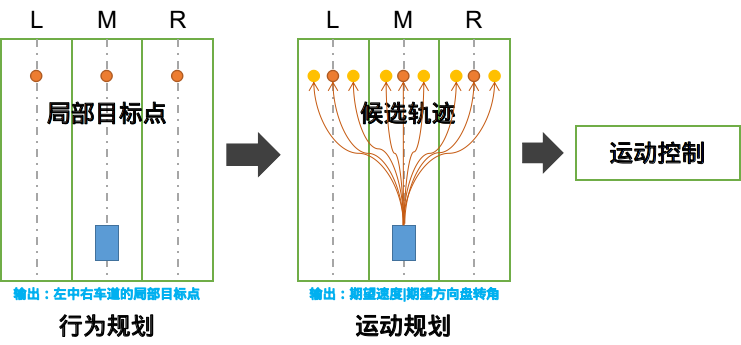 L M R
L M R
局部目标点
候选轨迹
运动控制
输出：左中右车道的局部目标点
输出：期望速度|期望方向盘转角
行为规划
运动规划